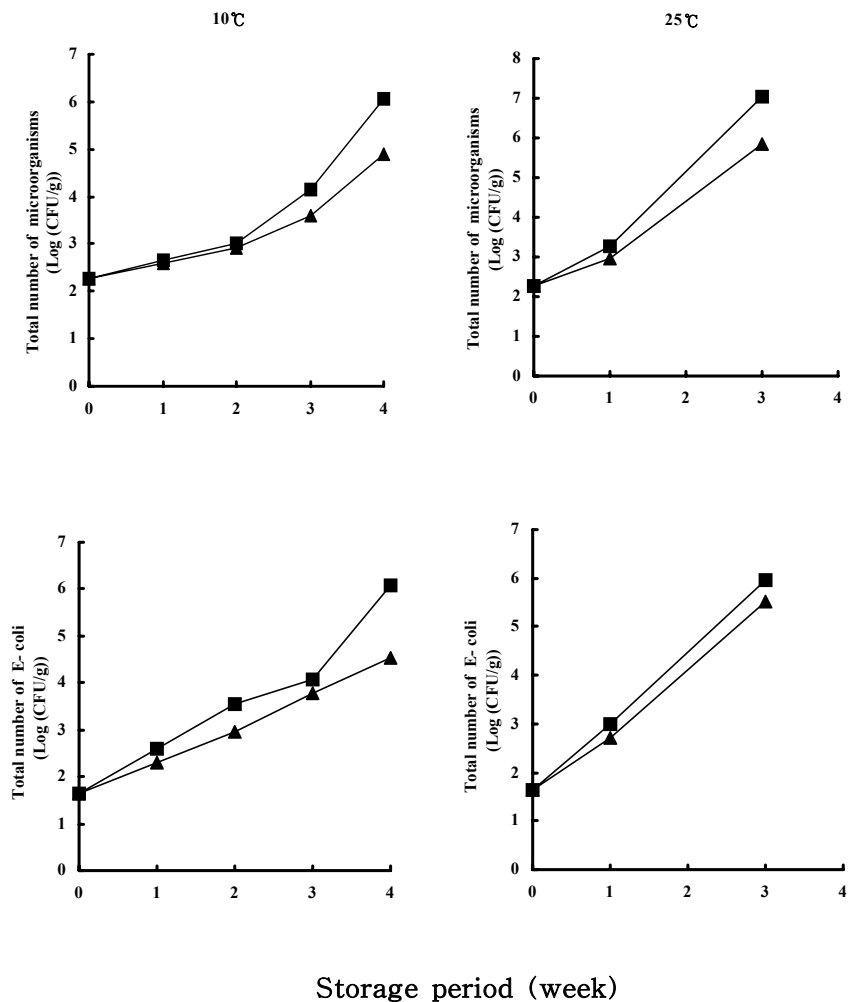 10℃
25℃
Total number of microorganisms
(Log (CFU/g))
7
6
5
4
3
2
1
0
0 1 2 3 4
Total number of microorganisms
(Log (CFU/g))
8
7
6
5
4
3
2
1
0
0 1 2 3 4
Total number of E- coli
(Log (CFU/g))
7
6
5
4
3
2
1
0
0 1 2 3 4
Total number of E- coli
(Log (CFU/g))
7
6
5
4
3
2
1
0
0 1 2 3 4
Storage period (week)